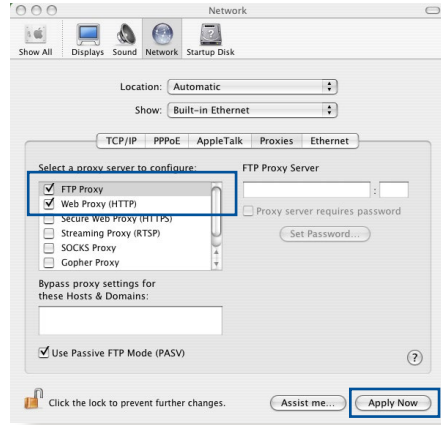 Network
Show All Displays Sound Network Startup Disk
Location: Automatic
Show: Built-in Ethernet
TCP/IP PPPoE AppleTalk Proxies Ethernet
Select a proxy server to configure: FTP Proxy Server
FTP Proxy
Web Proxy (HTTP)
Secure Web Proxy (HTTPS)
Streaming Proxy (RTSP)
SOCKS Proxy
Gopher Proxy
:
Proxy server requires password
Set Password...
Bypass proxy settings for
these Hosts & Domains:
Use Passive FTP Mode (PASV)
?
Click the lock to prevent further changes. Assist me... Apply Now